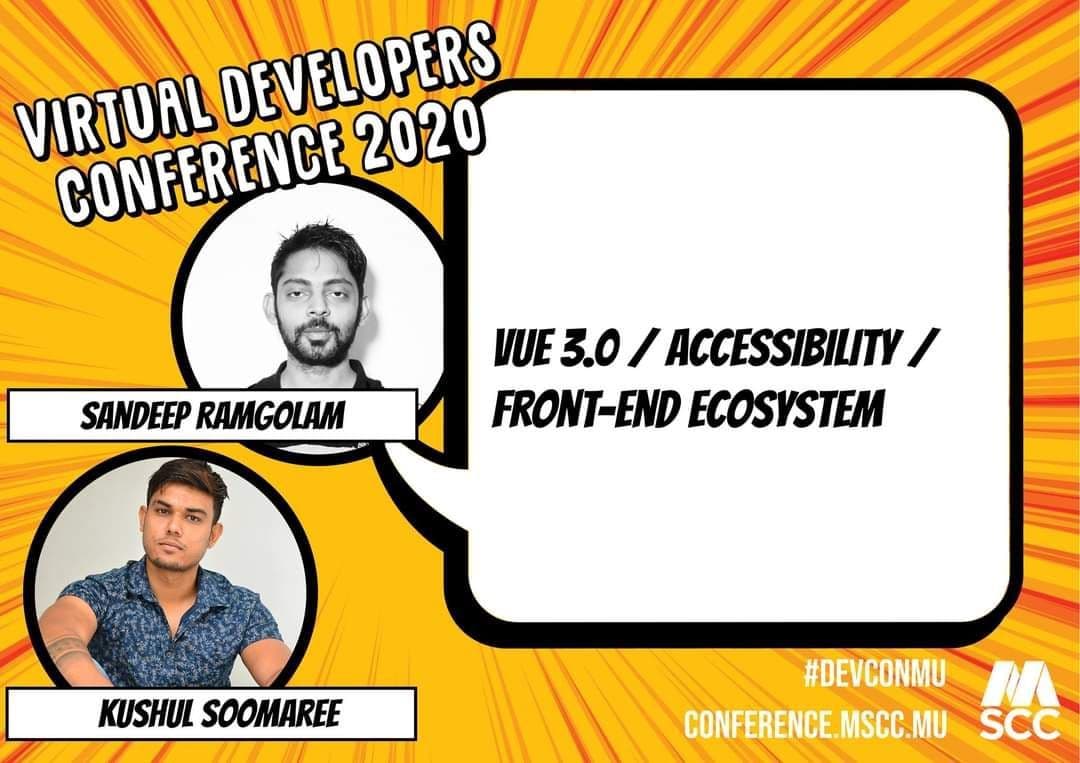 VIRTUAL DEVELOPERS
CONFERENCE 2020
SANDEEP RAMGOLAM
VUE 3.0 / ACCESSIBILITY /
FRONT-END ECOSYSTEM
KUSHUL SOOMAREE
#DEVCONMU
CONFERENCE.MSCC.MU
M
SCC